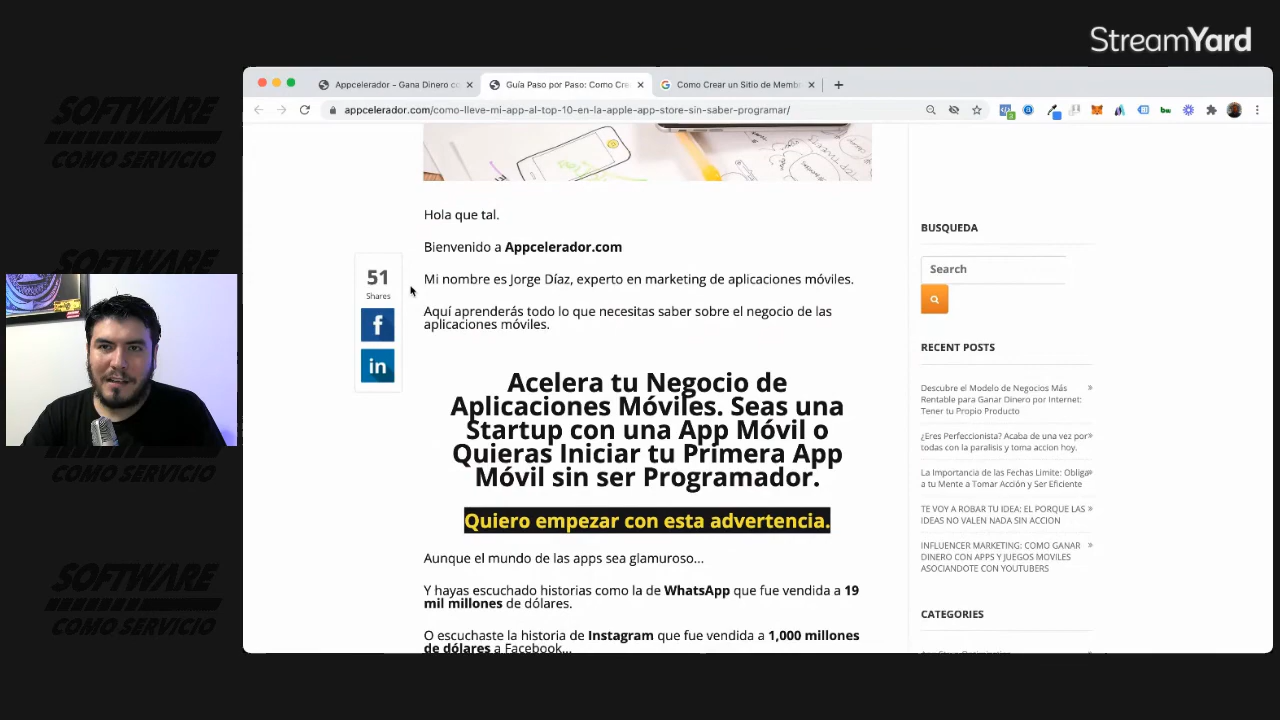 StreamYard
SOFTWARE
COMO SERVICIO
COMO SERVICIO
SOFTWARE
COMO SERVICIO
Appcelerador - Gana Dinero co
Guía Paso por Paso: Como Cre
Como Crear un Sitio de Memb
appcelerador.com/como-lleve-mi-app-al-top-10-en-la-apple-app-store-sin-saber-programar/
Hola que tal.
Bienvenido a Appcelerador.com
Mi nombre es Jorge Díaz, experto en marketing de aplicaciones móviles.
Aquí aprenderás todo lo que necesitas saber sobre el negocio de las
aplicaciones móviles.
51
Shares
f
in
Acelera tu Negocio de
Aplicaciones Móviles. Seas una
Startup con una App Móvil o
Quieras Iniciar tu Primera App
Móvil sin ser Programador.
Quiero empezar con esta advertencia.
Aunque el mundo de las apps sea glamuroso...
Y hayas escuchado historias como la de WhatsApp que fue vendida a 19
mil millones de dólares.
O escuchaste la historia de Instagram que fue vendida a 1,000 millones
de dólares a Facebook...
BUSQUEDA
Search
RECENT POSTS
Descubre el Modelo de Negocios Más
Rentable para Ganar Dinero por Internet:
Tener tu Propio Producto
¿Eres Perfeccionista? Acaba de una vez por
todas con la paralisis y toma accion hoy.
La Importancia de las Fechas Limite: Obliga
a tu Mente a Tomar Acción y Ser Eficiente
TE VOY A ROBAR TU IDEA: EL PORQUE LAS
IDEAS NO VALEN NADA SIN ACCION
INFLUENCER MARKETING: COMO GANAR
DINERO CON APPS Y JUEGOS MOVILES
ASOCIANDOTE CON YOUTUBERS
CATEGORIES